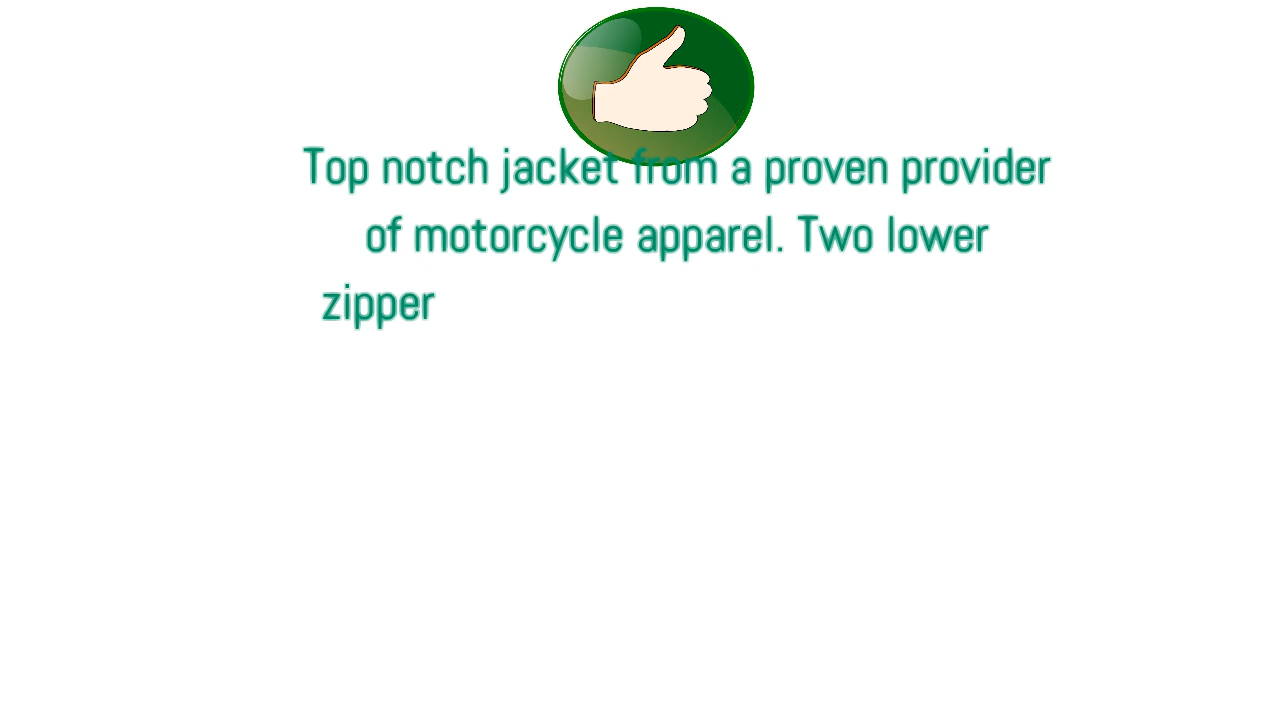 Top notch jacket from a proven provider
of motorcycle apparel. Two lower
zipper